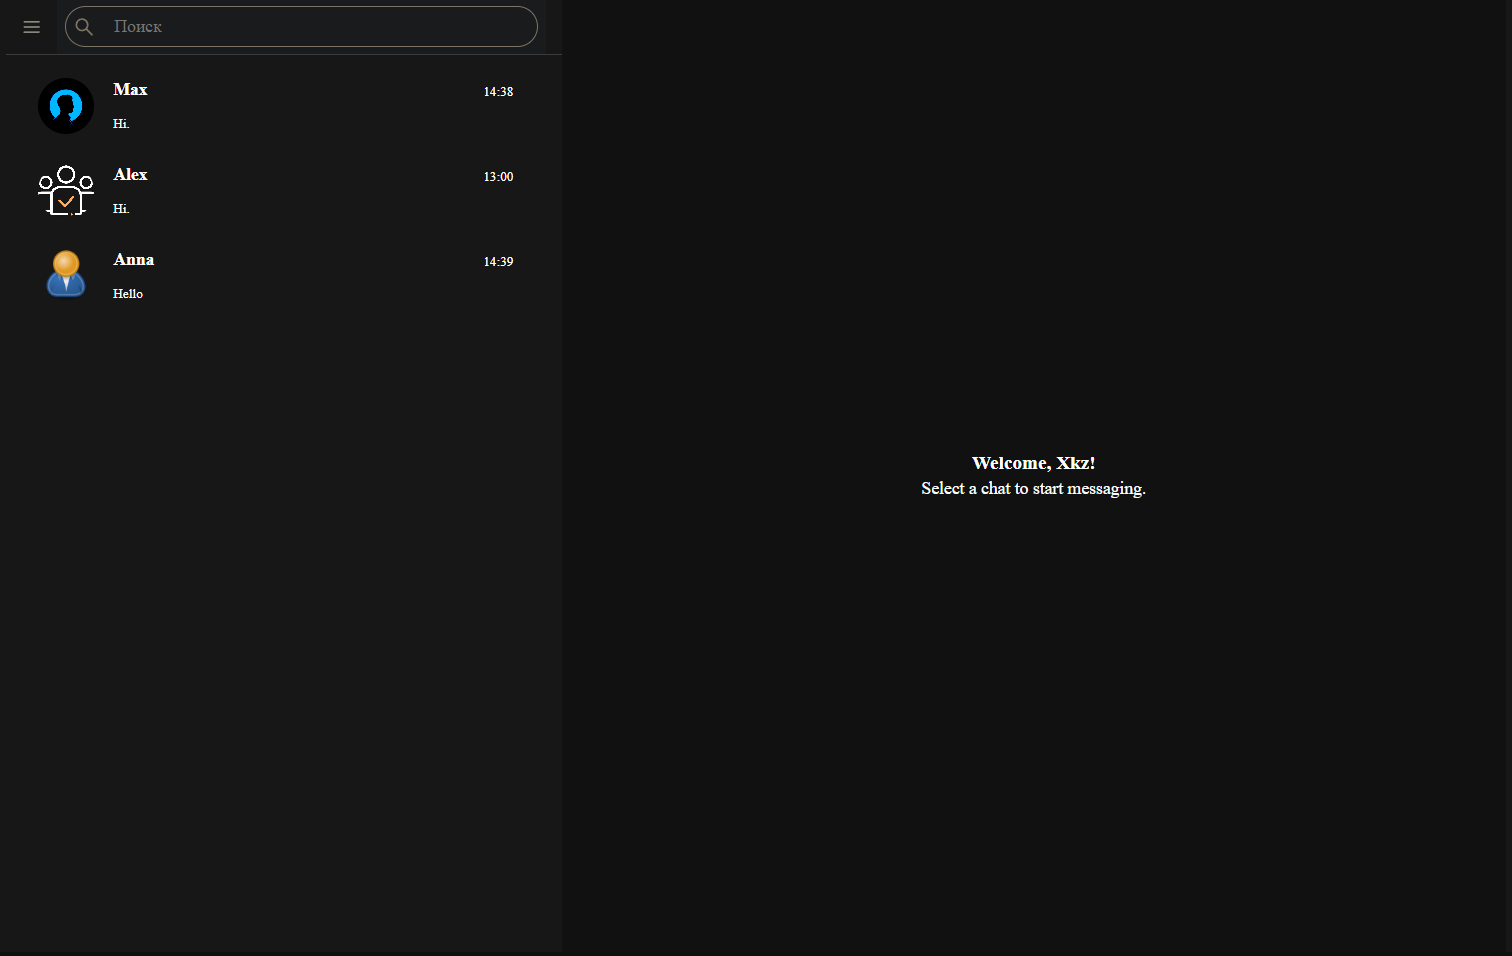 Поиск
Max
14:38
Hi.
Alex
13:00
Hi.
Anna
14:39
Hello
Welcome, Xkz!
Select a chat to start messaging.